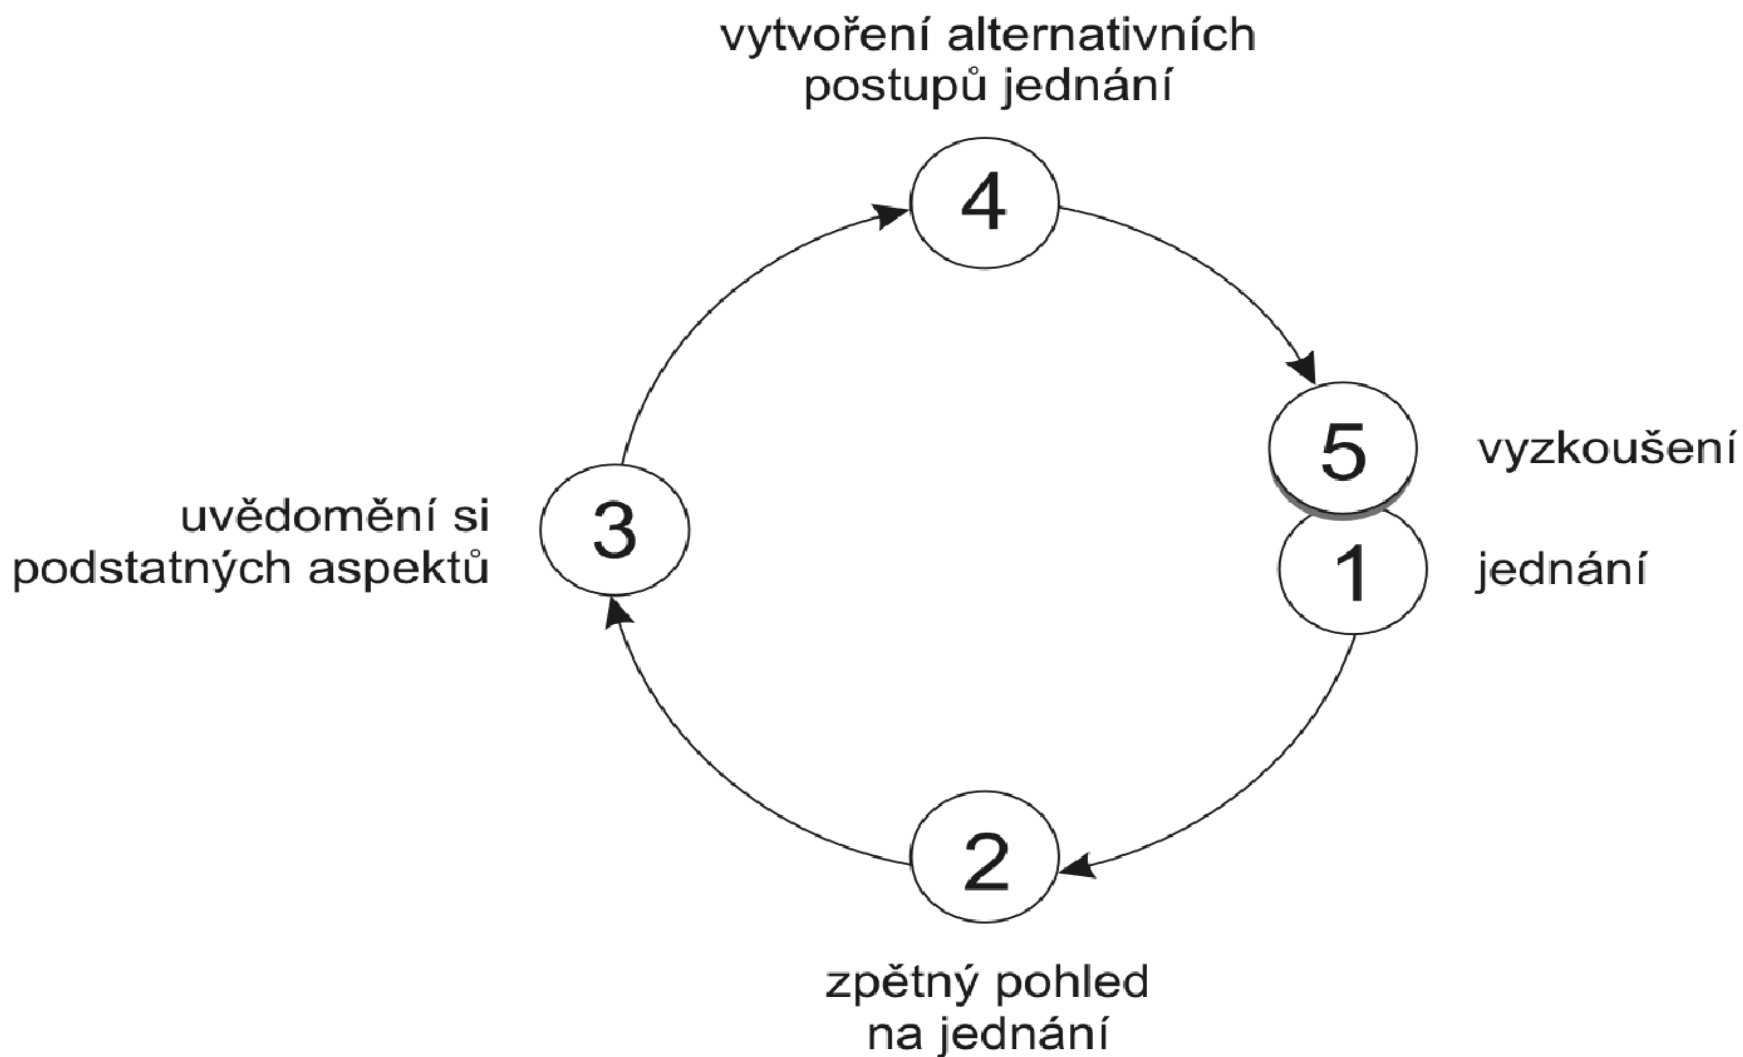 vytvoření alternativních
postupů jednání
4
5
vyzkoušení
uvědomění si
podstatných aspektů
3
1
jednání
2
zpětný pohled
na jednání